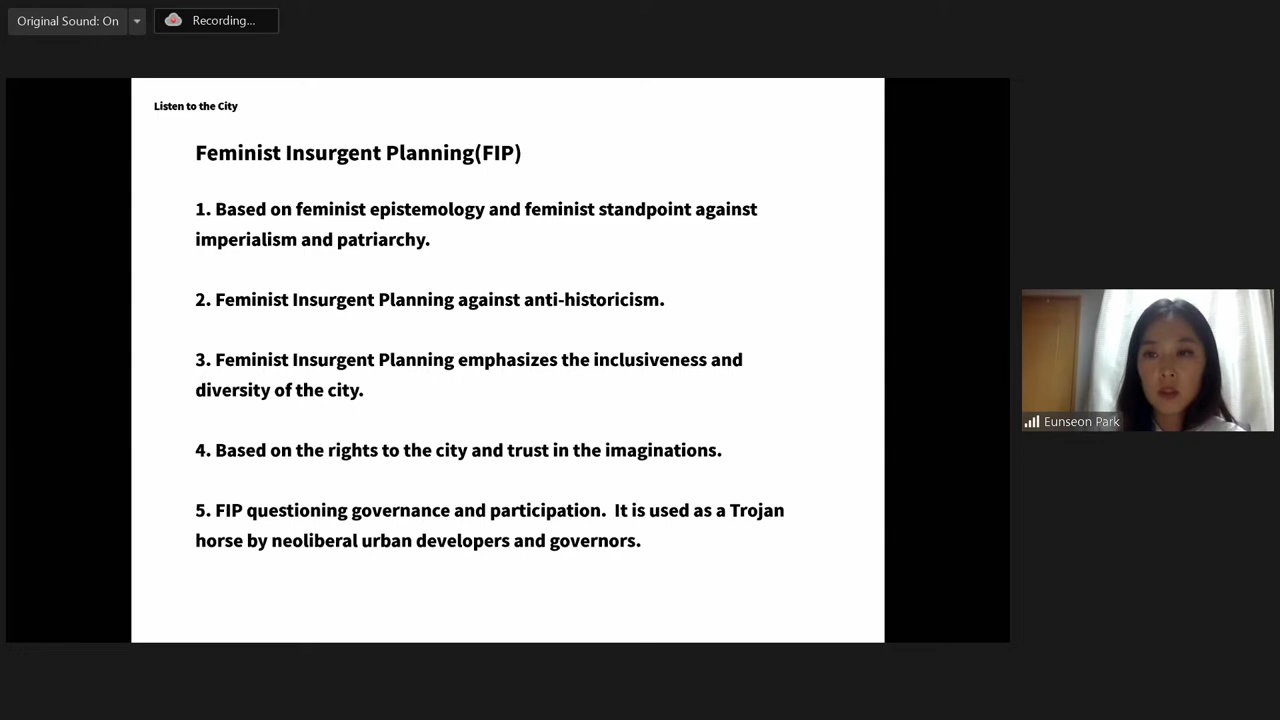 Original Sound: On
Recording...
Listen to the City
Feminist Insurgent Planning(FIP)
1. Based on feminist epistemology and feminist standpoint against
imperialism and patriarchy.
2. Feminist Insurgent Planning against anti-historicism.
3. Feminist Insurgent Planning emphasizes the inclusiveness and
diversity of the city.
4. Based on the rights to the city and trust in the imaginations.
5. FIP questioning governance and participation.  It is used as a Trojan
horse by neoliberal urban developers and governors.
Eunseon Park